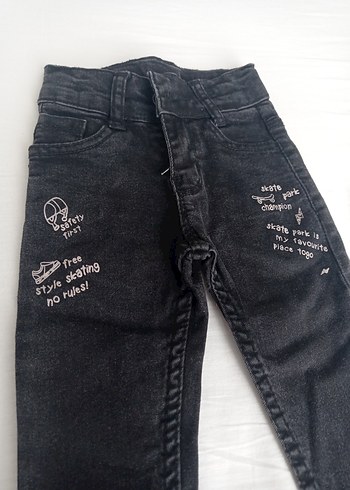 safety
first
free
style skating
no rules!
skate park
champion
skate park is
my favourite
place togo